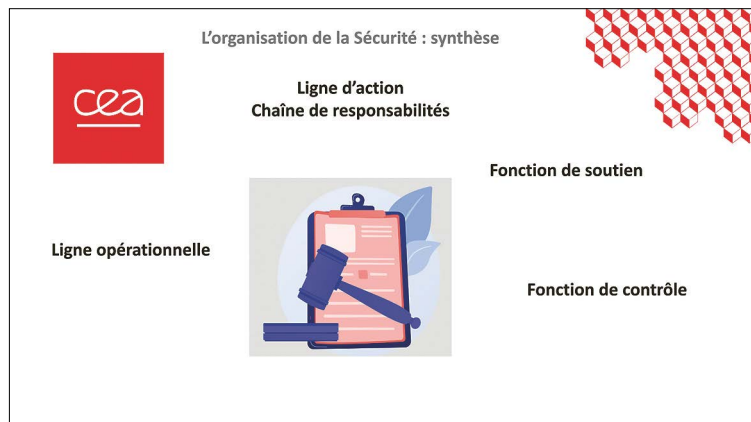 L’organisation de la Sécurité : synthèse
cea
Ligne d’action
Chaîne de responsabilités
Fonction de soutien
Ligne opérationnelle
Fonction de contrôle